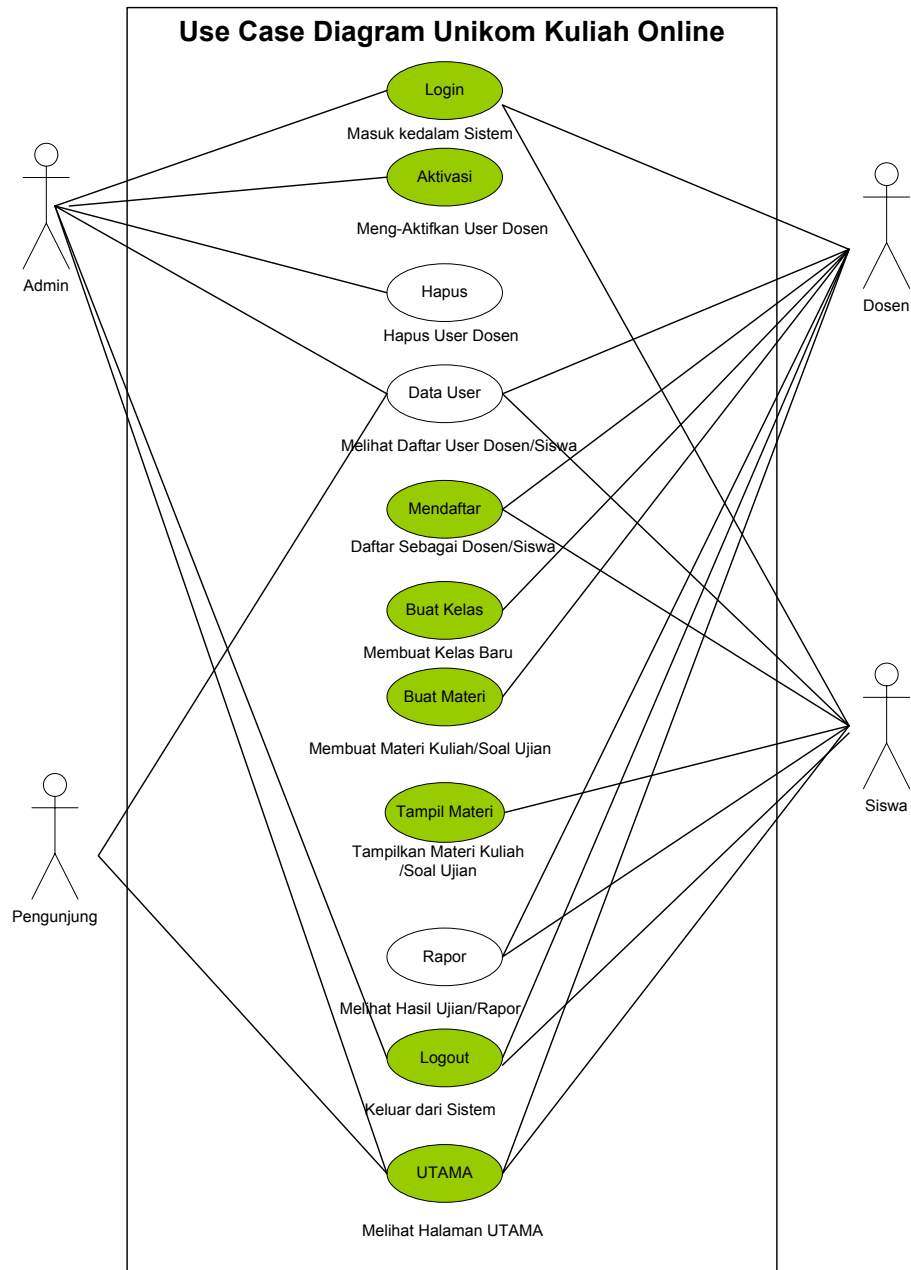 Use Case Diagram Unikom Kuliah Online
Login
Masuk kedalam Sistem
Aktivasi
Meng-Aktifkan User Dosen
Admin
Hapus
Hapus User Dosen
Dosen
Data User
Melihat Daftar User Dosen/Siswa
Mendaftar
Daftar Sebagai Dosen/Siswa
Buat Kelas
Membuat Kelas Baru
Buat Materi
Membuat Materi Kuliah/Soal Ujian
Siswa
Tampil Materi
Tampilkan Materi Kuliah
/Soal Ujian
Pengunjung
Rapor
Melihat Hasil Ujian/Rapor
Logout
Keluar dari Sistem
UTAMA
Melihat Halaman UTAMA